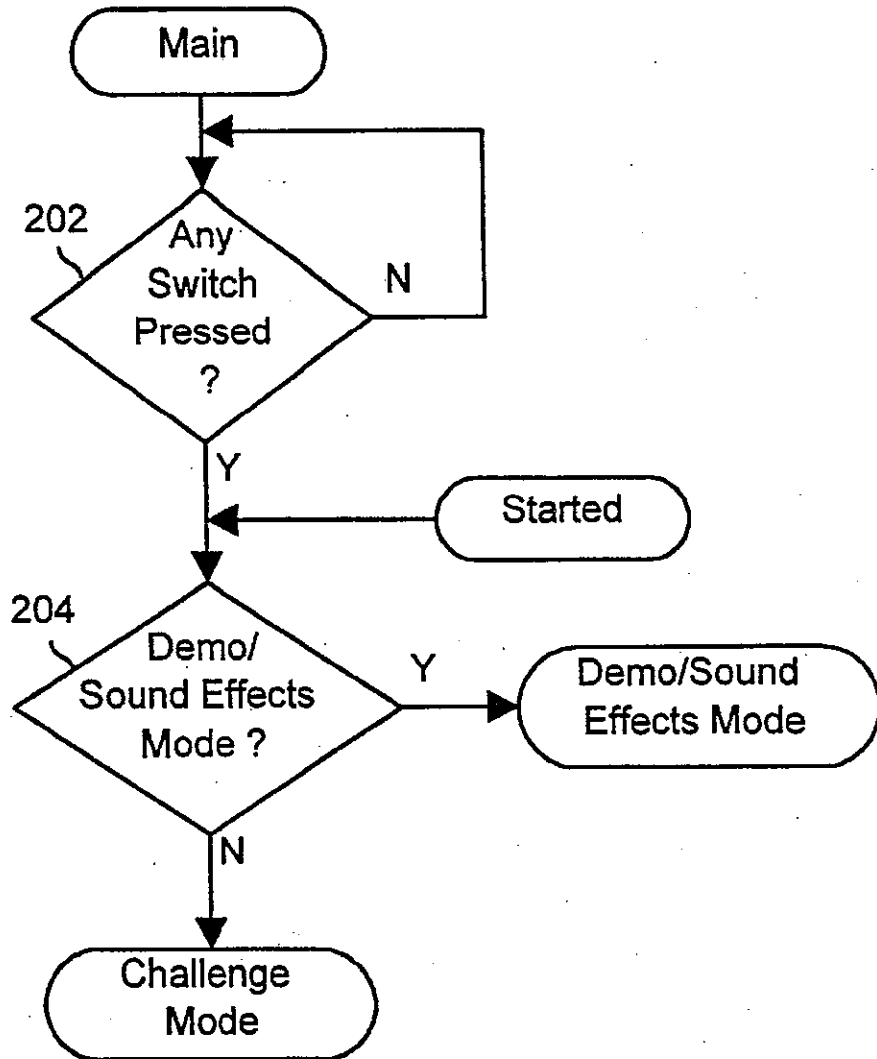 Main
202
Any
Switch
Pressed
?
N
Y
Started
204
Demo/
Sound Effects
Mode ?
Y
Demo/Sound
Effects Mode
N
Challenge
Mode